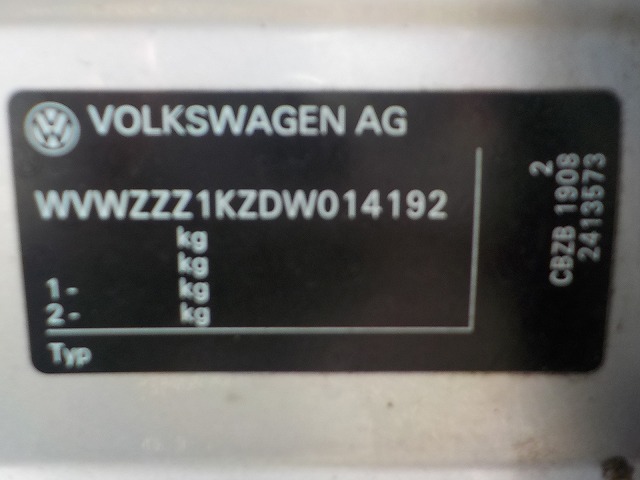 VOLKSWAGEN AG
WVWZZZ1KZDW014192
kg
kg
1- kg
2- kg
Typ
2
CBZB 1908
2413573